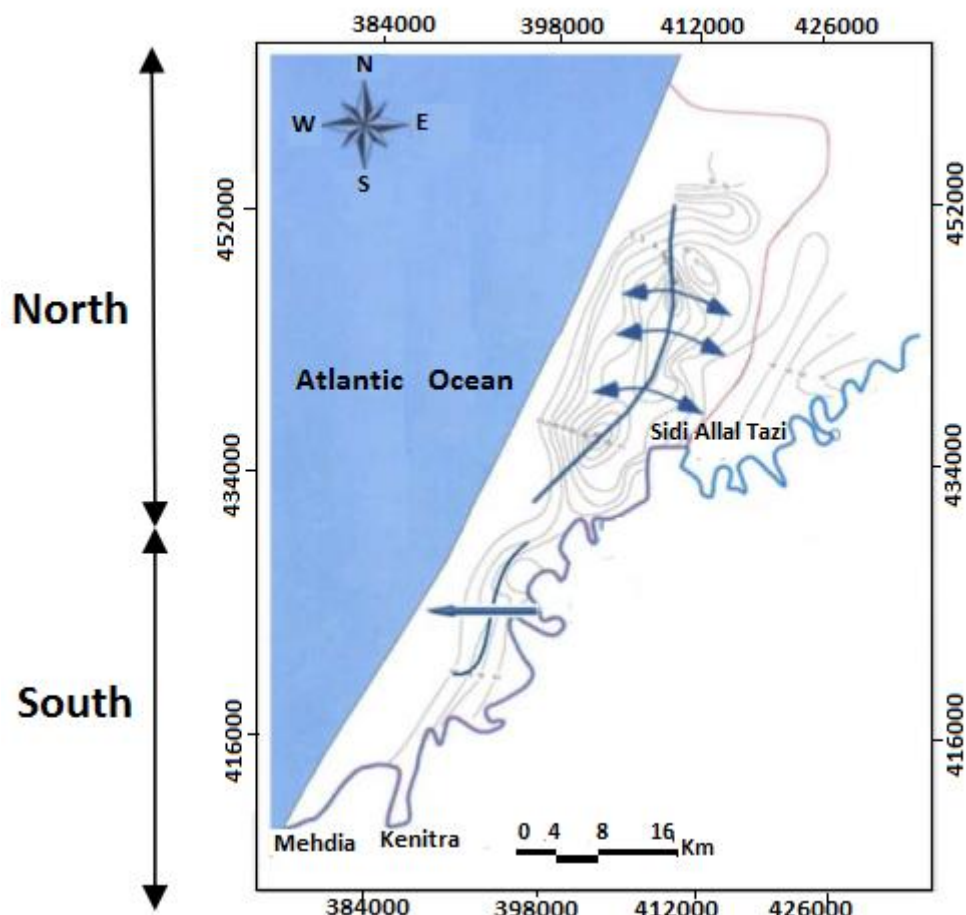 384000 398000 412000 426000
N
W E
S
452000 452000
North
Atlantic Ocean
Sidi Allal Tazi
434000 434000
South
416000 416000
0 4 8 16 Km
Mehdia Kenitra
384000 398000 412000 426000